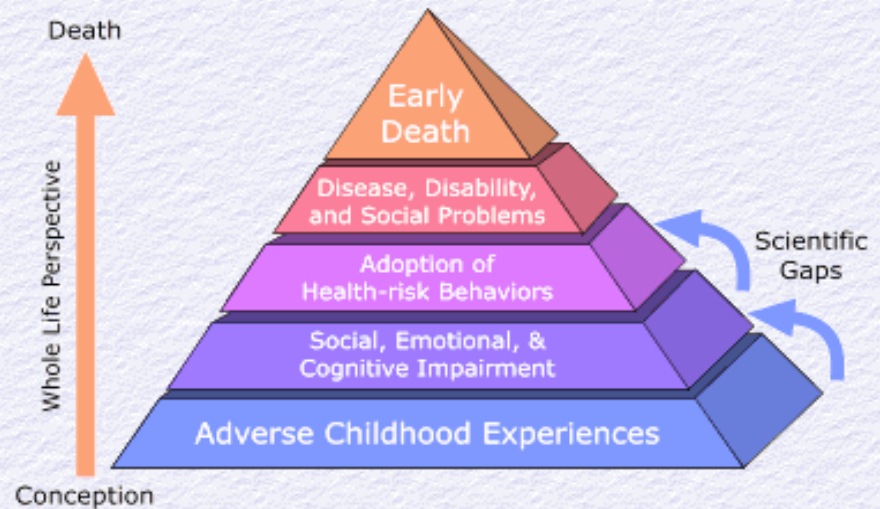 Death
Whole Life Perspective
Conception
Early
Death
Disease, Disability,
and Social Problems
Adoption of
Health-risk Behaviors
Social, Emotional, &
Cognitive Impairment
Adverse Childhood Experiences
Scientific
Gaps